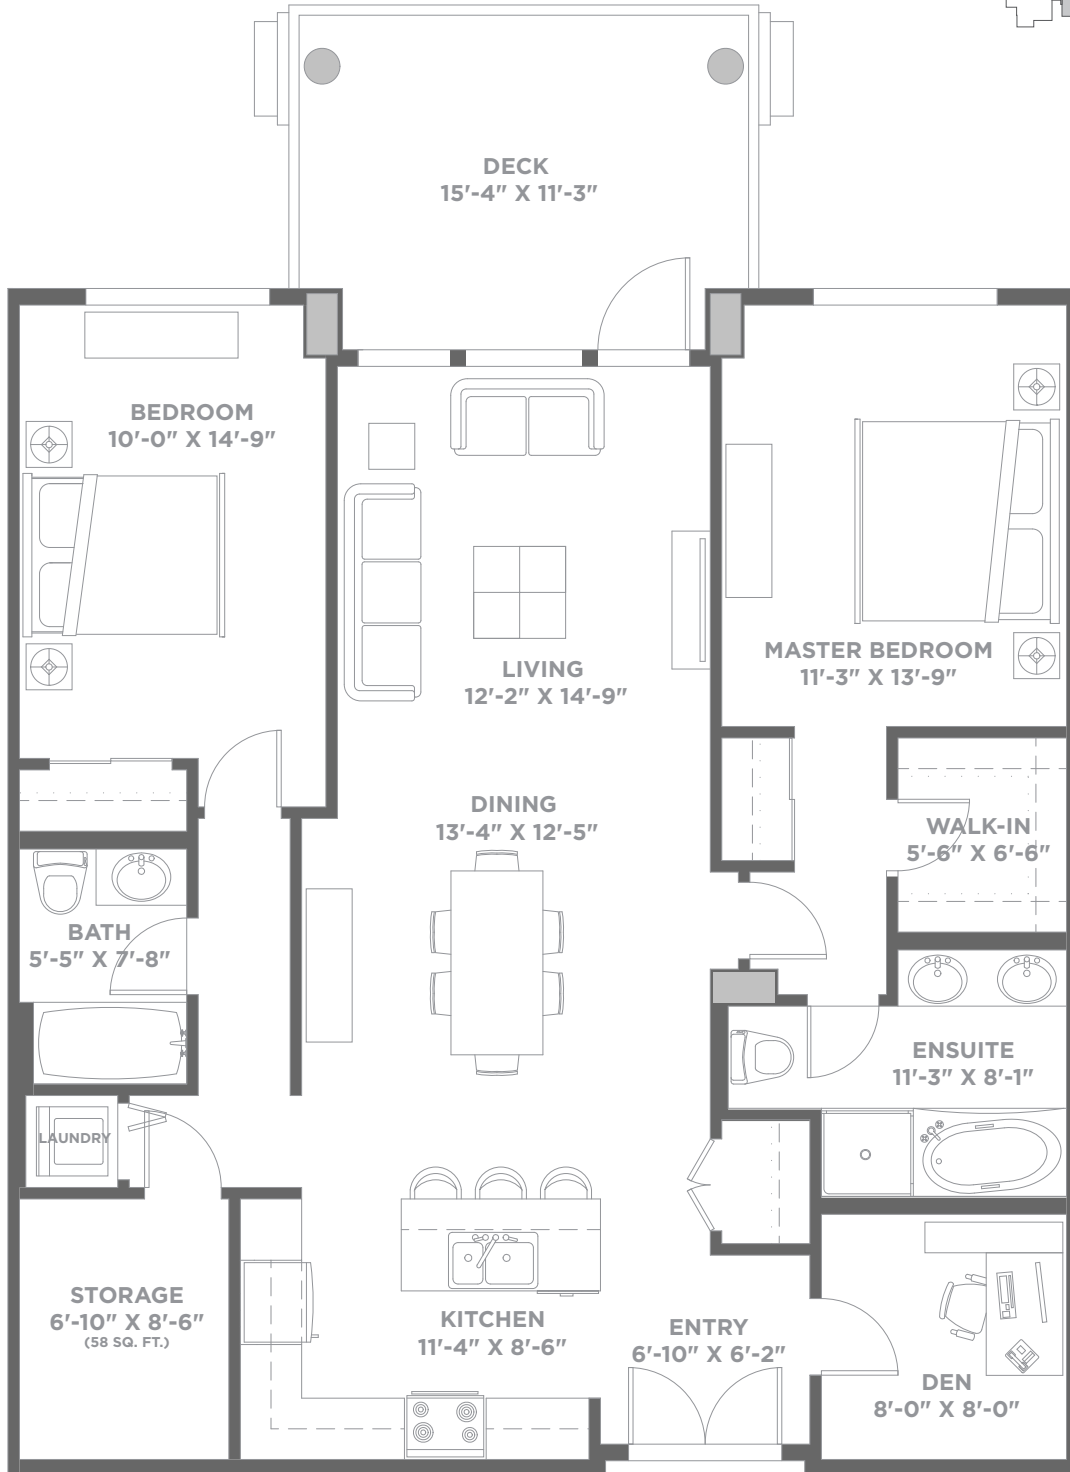 DECK
15'-4" X 11'-3"
BEDROOM
10'-0" X 14'-9"
LIVING
12'-2" X 14'-9"
MASTER BEDROOM
11'-3" X 13'-9"
DINING
13'-4" X 12'-5"
WALK-IN
5'-6" X 6'-6"
BATH
5'-5" X 7'-8"
ENSUITE
11'-3" X 8'-1"
LAUNDRY
STORAGE
6'-10" X 8'-6"
(58 SQ. FT.)
KITCHEN
11'-4" X 8'-6"
ENTRY
6'-10" X 6'-2"
DEN
8'-0" X 8'-0"